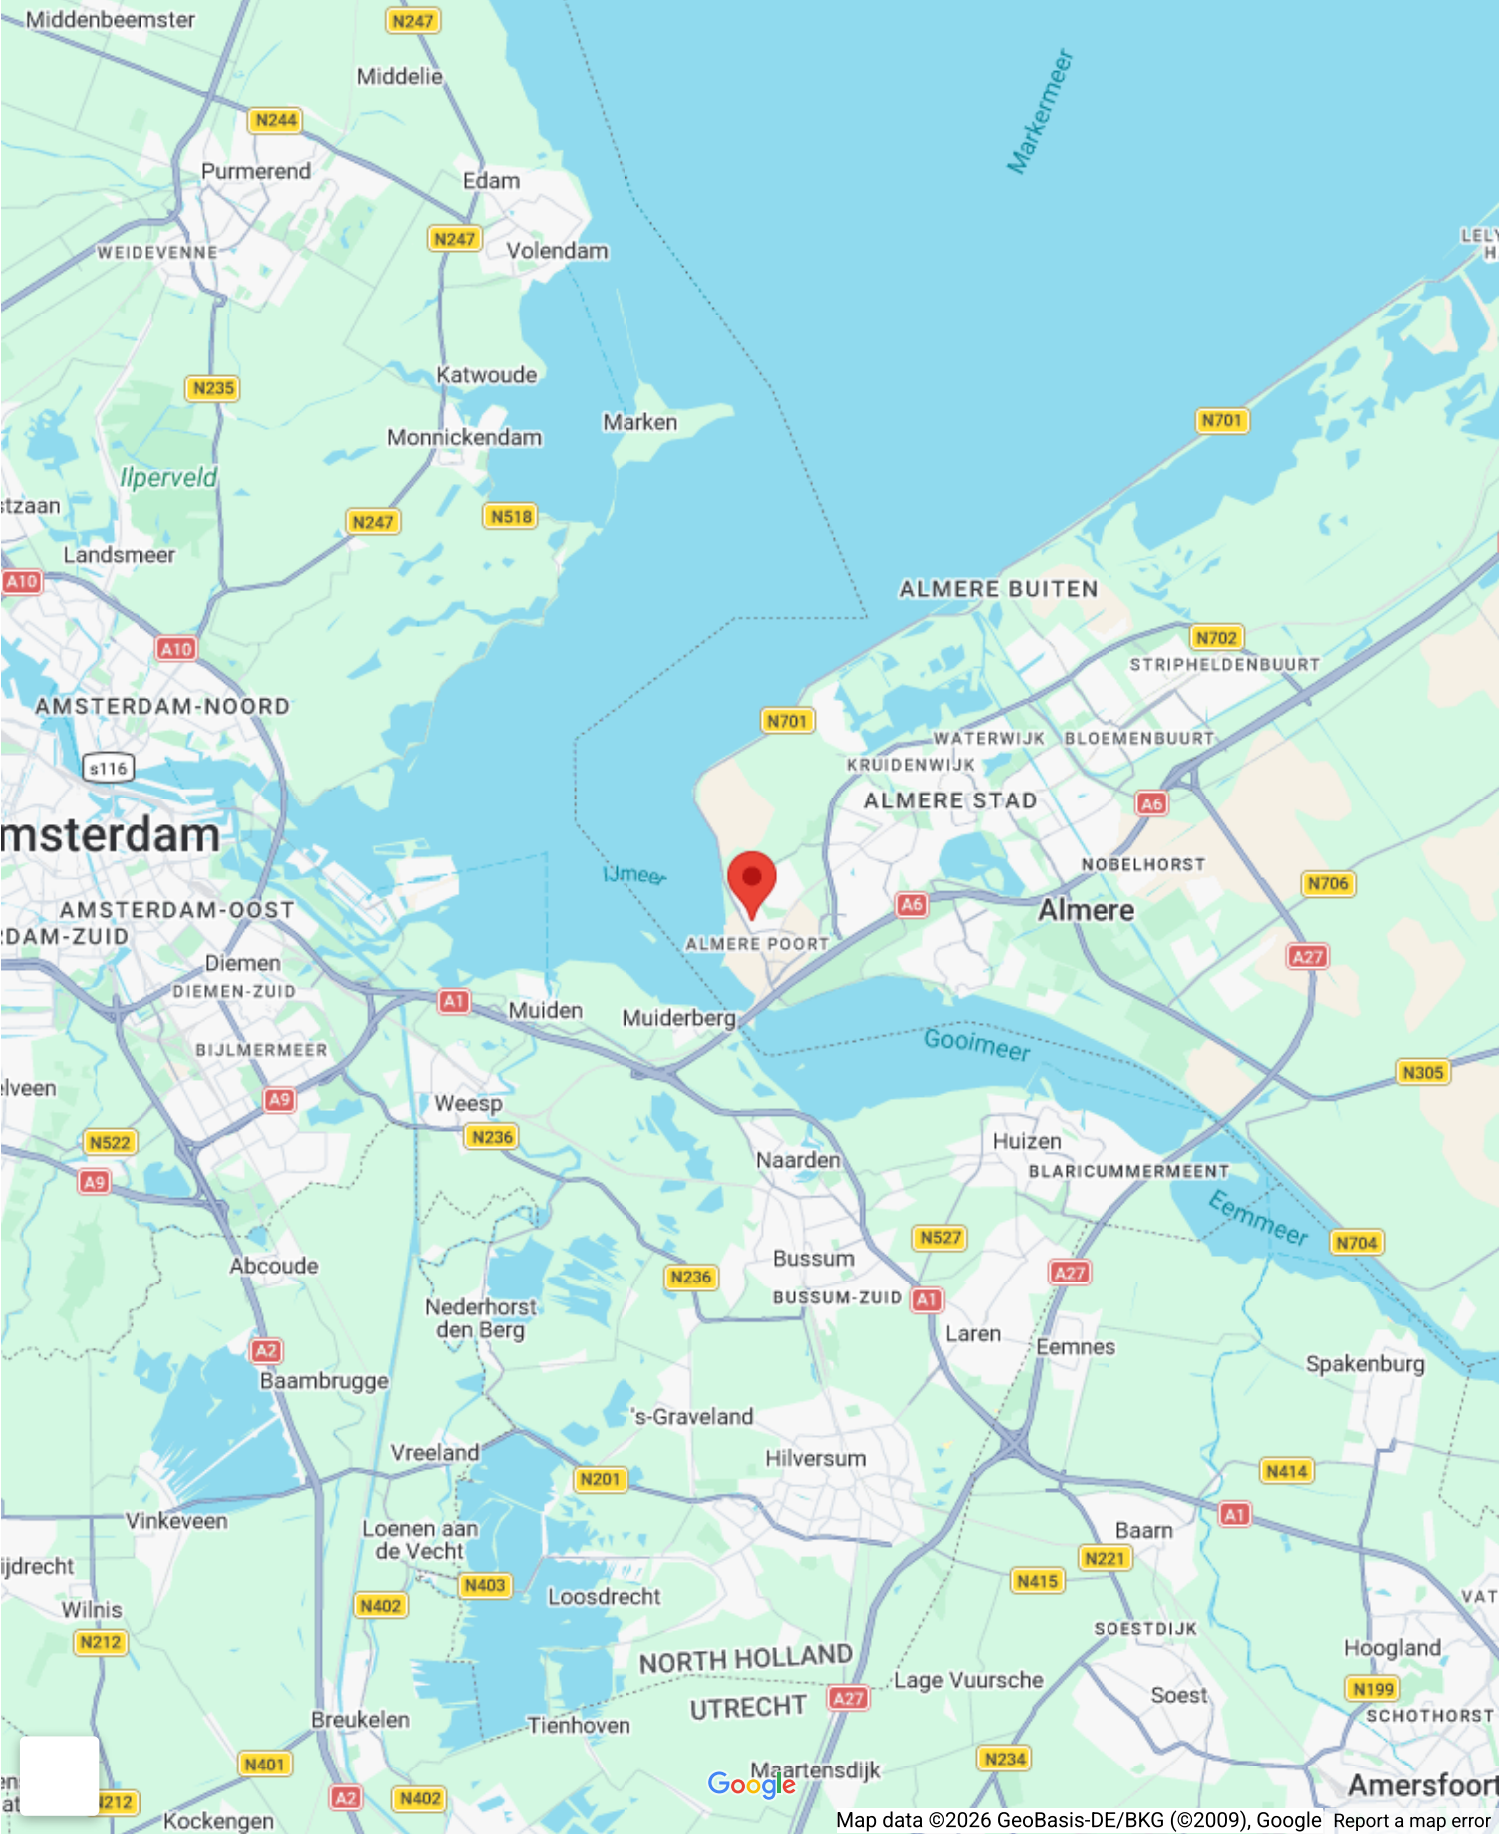 Middenbeemster
N247
Middelie
Markermeer
N244
Purmerend
Edam
WEIDEVENNE
N247
Volendam
LELY
H
N235
Katwoude
Marken
N701
Monnickendam
Ilperveld
stzaan
N247
N518
Landsmeer
A10
ALMERE BUITEN
A10
N702
STRIPHELDENBUURT
AMSTERDAM-NOORD
N701
WATERWIJK
BLOEMENBUURT
s116
KRUIDENWIJK
ALMERE STAD
A6
msterdam
NOBELHORST
IJmeer
N706
AMSTERDAM-OOST
A6
Almere
RDAM-ZUID
ALMERE POORT
Diemen
A27
DIEMEN-ZUID
A1
Muiden
Muiderberg
BIJLMERMEER
Gooimeer
elveen
N305
A9
Weesp
N522
N236
Huizen
Naarden
BLARICUMMERMEENT
A9
Eemmeer
N527
N704
Abcoude
Bussum
N236
A27
BUSSUM-ZUID
A1
Nederhorst
den Berg
Laren
Eemnes
A2
Spakenburg
Baambrugge
's-Graveland
Vreeland
Hilversum
N201
N414
Vinkeveen
A1
Loenen aan
de Vecht
Baarn
N221
ijdrecht
N403
N415
Loosdrecht
VAT
N402
Wilnis
SOESTDIJK
N212
NORTH HOLLAND
Hoogland
Lage Vuursche
N199
UTRECHT
A27
Soest
SCHOTHORST
Breukelen
Tienhoven
N401
N234
Maartensdijk
Google
Amersfoort
A2
N402
N212
Kockengen
Map data ©2026 GeoBasis-DE/BKG (©2009), Google
Report a map error